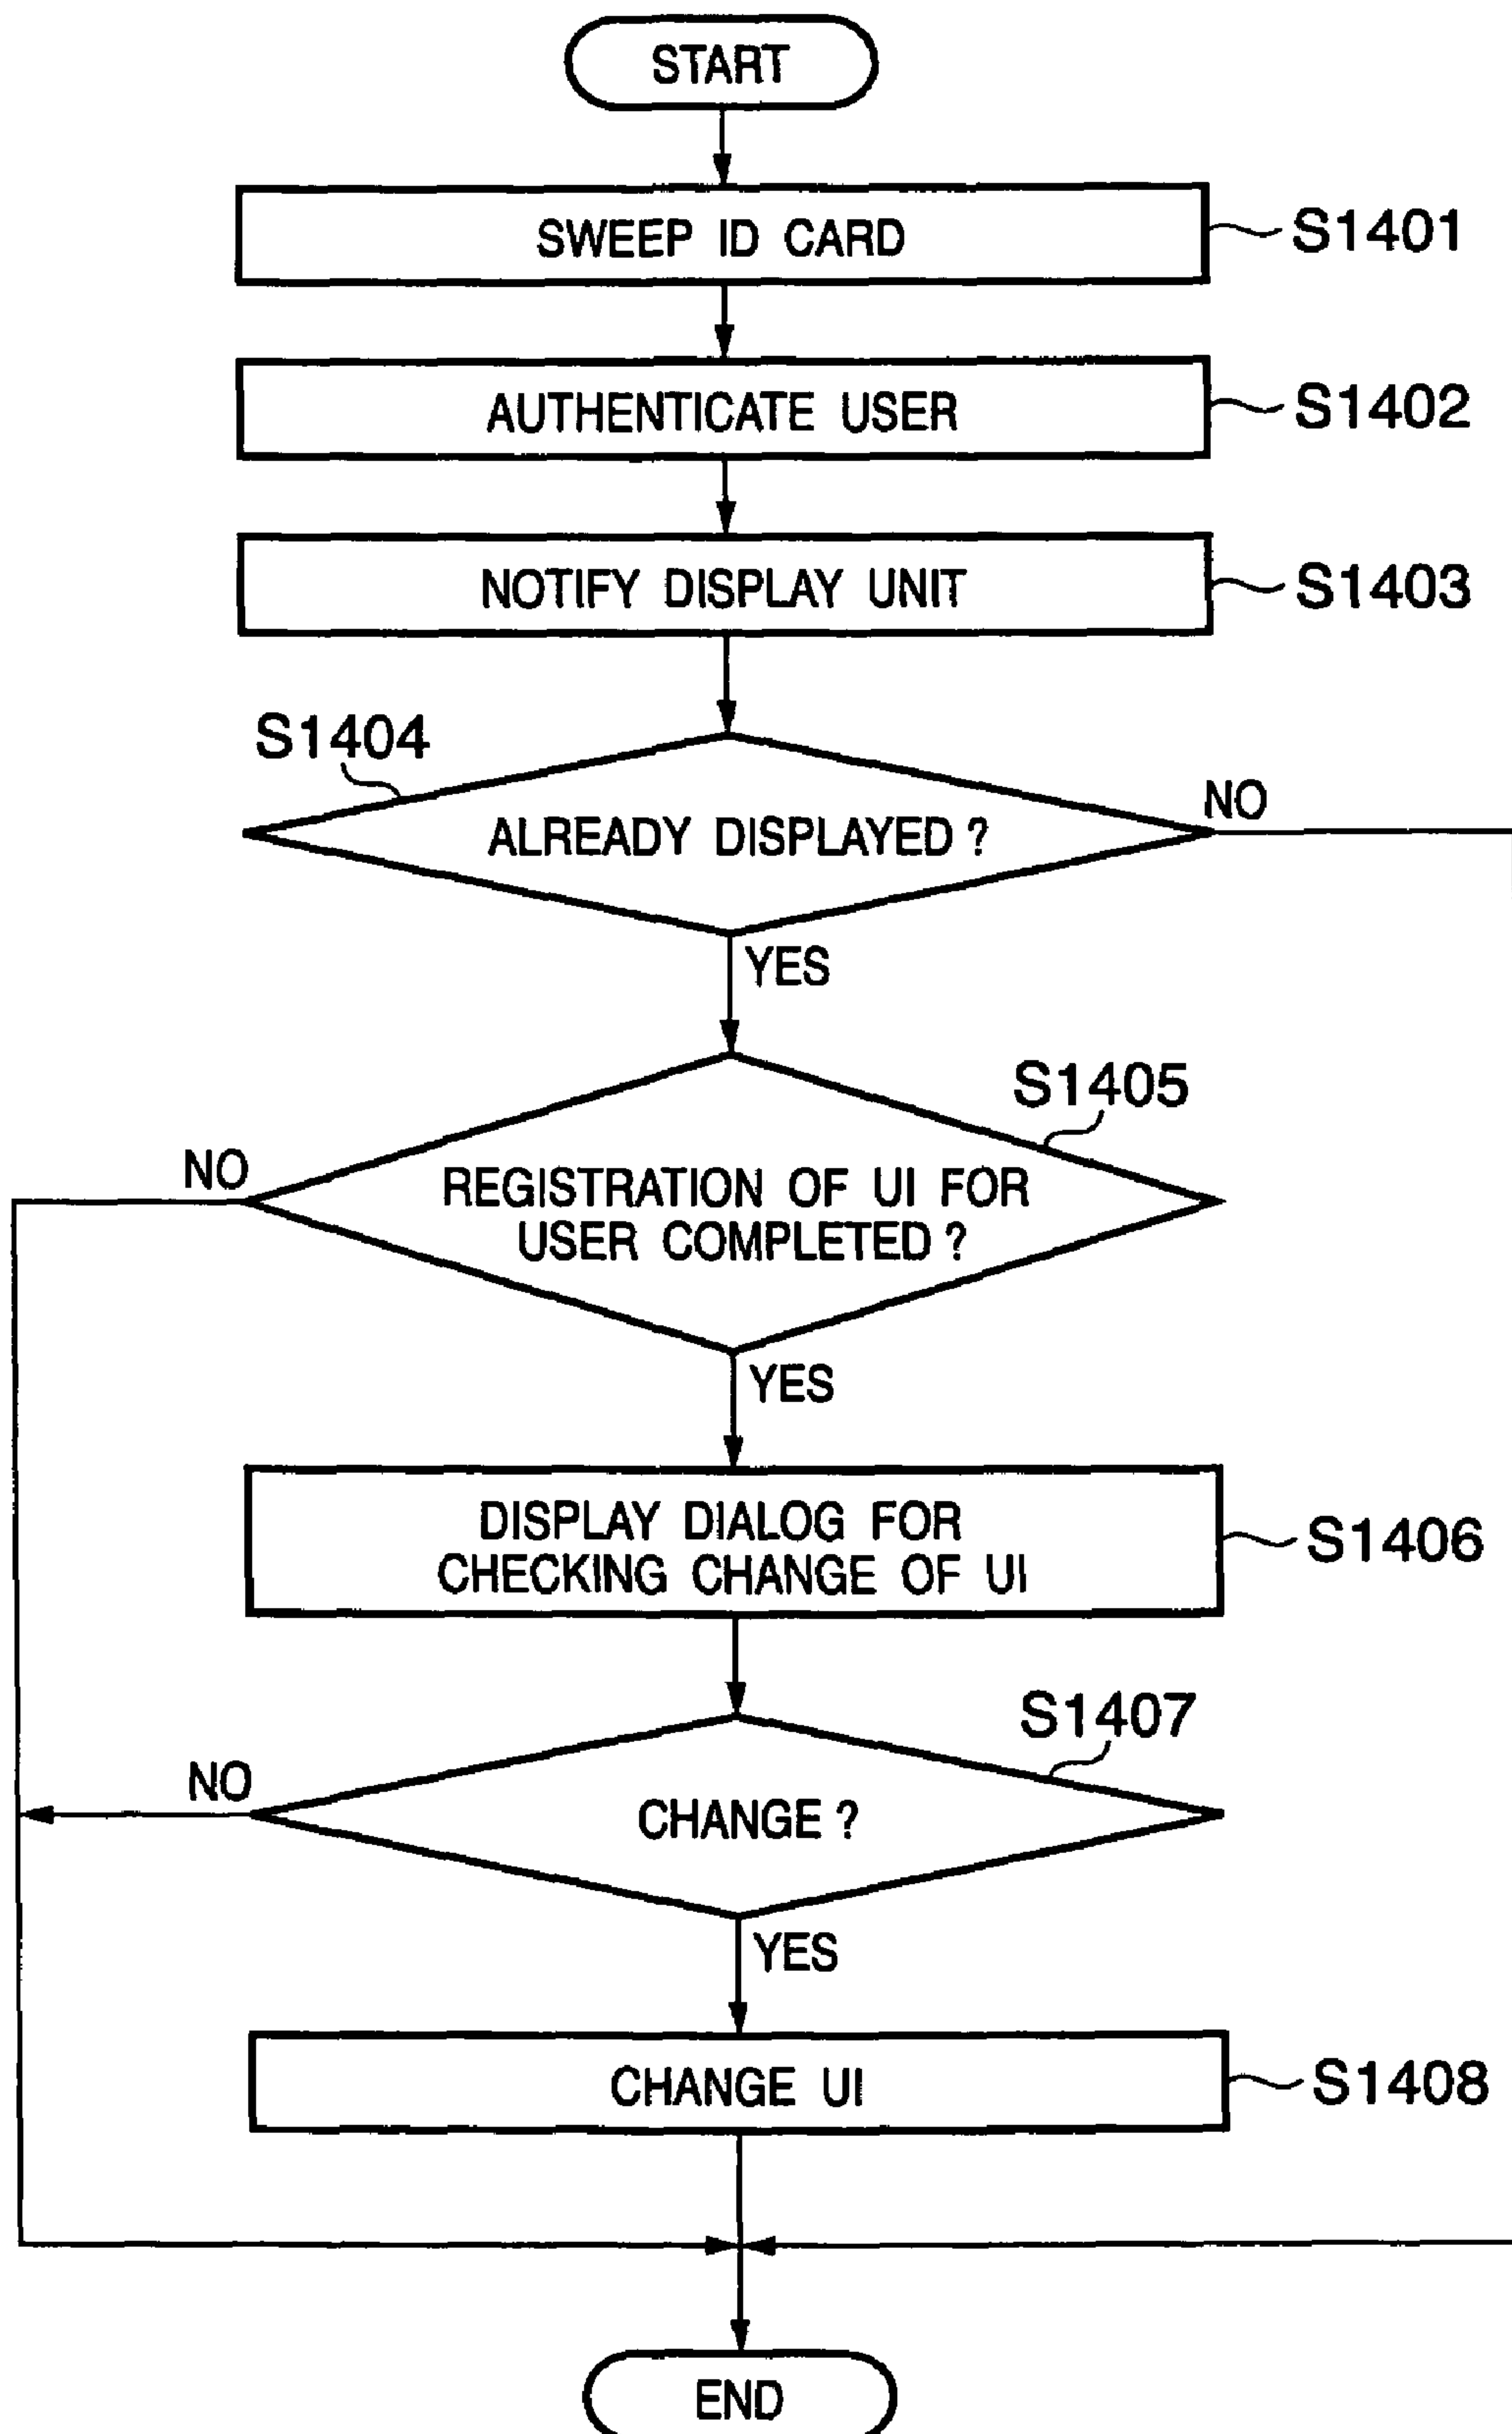 START
SWEEP ID CARD
S1401
AUTHENTICATE USER
S1402
NOTIFY DISPLAY UNIT
S1403
S1404
ALREADY DISPLAYED ?
NO
YES
S1405
NO
REGISTRATION OF UI FOR
USER COMPLETED ?
YES
DISPLAY DIALOG FOR
CHECKING CHANGE OF UI
S1406
S1407
NO
CHANGE ?
YES
CHANGE UI
S1408
END